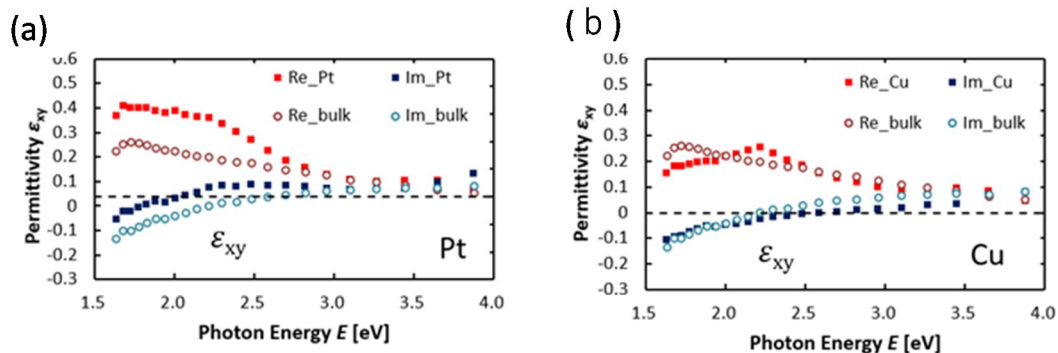 (a)
Permittivity ε_xy
0.6
0.5
0.4
0.3
0.2
0.1
0
-0.1
-0.2
-0.3
Re_Pt
Im_Pt
Re_bulk
Im_bulk
ε_xy
Pt
1.5 2.0 2.5 3.0 3.5 4.0
Photon Energy E [eV]
(b)
Permittivity ε_xy
0.6
0.5
0.4
0.3
0.2
0.1
0
-0.1
-0.2
-0.3
Re_Cu
Im_Cu
Re_bulk
Im_bulk
ε_xy
Cu
1.5 2.0 2.5 3.0 3.5 4.0
Photon Energy E [eV]